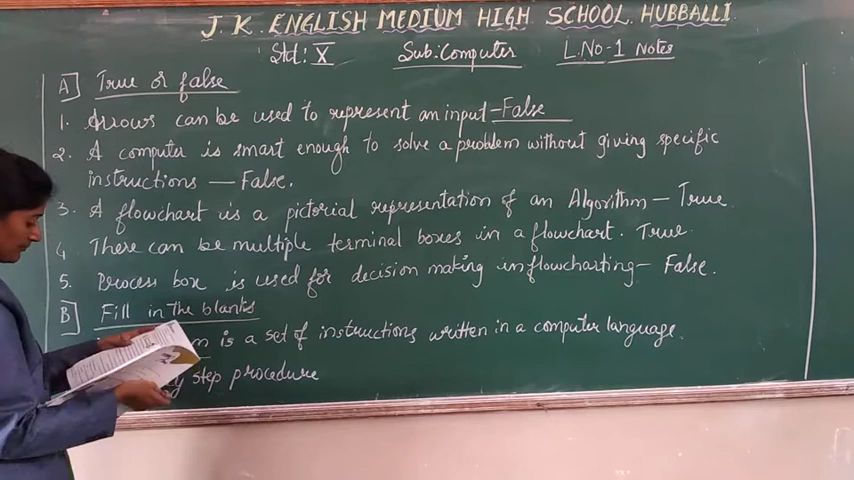 J.K. ENGLISH MEDIUM HIGH SCHOOL HUBBALLI
Std: X Sub: Computer L.No-1 Notes
A] True or false
1. Arrows can be used to represent an input - False
2. A computer is smart enough to solve a problem without giving specific
instructions — False.
3. A flowchart is a pictorial representation of an Algorithm — True
4 There can be multiple terminal boxes in a flowchart. True
5. Process box is used for decision making in flowcharting - False.
B] Fill in the blanks
is a set of instructions written in a computer language.
step procedure